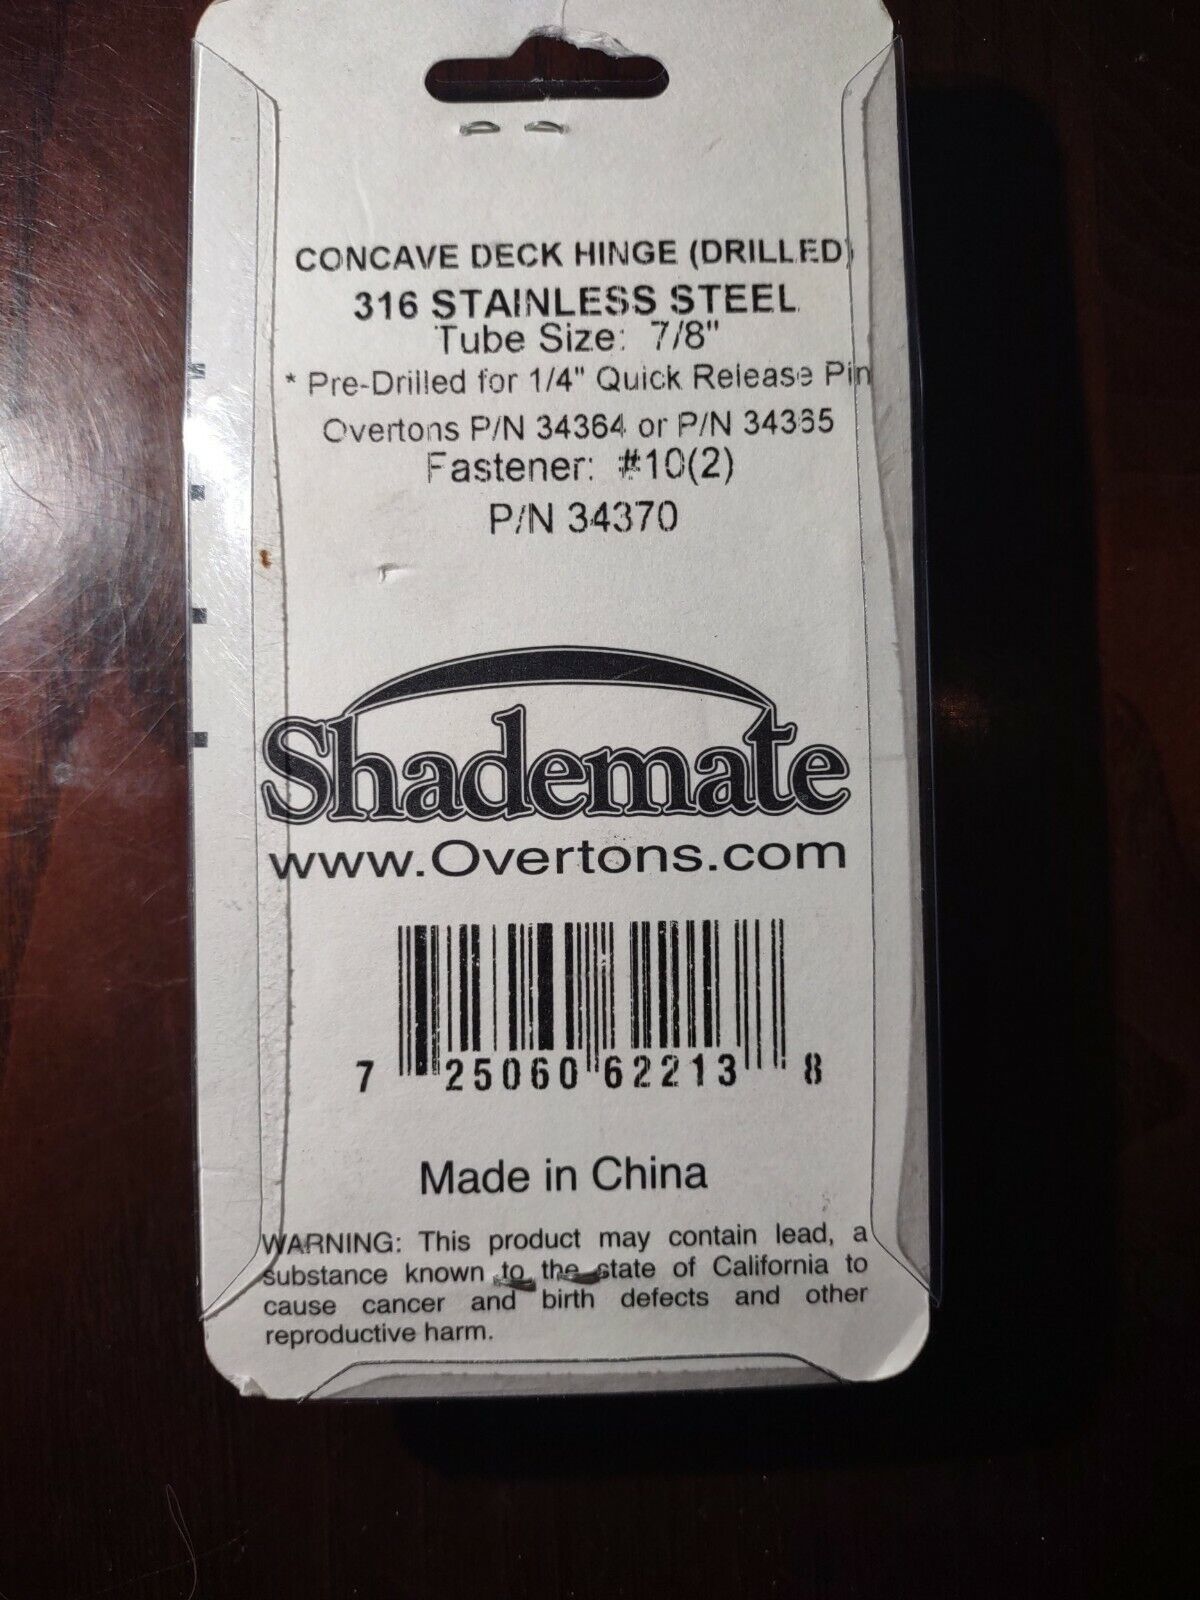 CONCAVE DECK HINGE (DRILLED)
316 STAINLESS STEEL
Tube Size: 7/8"
* Pre-Drilled for 1/4" Quick Release Pin
Overtons P/N 34364 or P/N 34365
Fastener: #10(2)
P/N 34370
Shademate
www.Overtons.com
7 25060 62213 8
Made in China
WARNING: This product may contain lead, a
substance known to the state of California to
cause cancer and birth defects and other
reproductive harm.